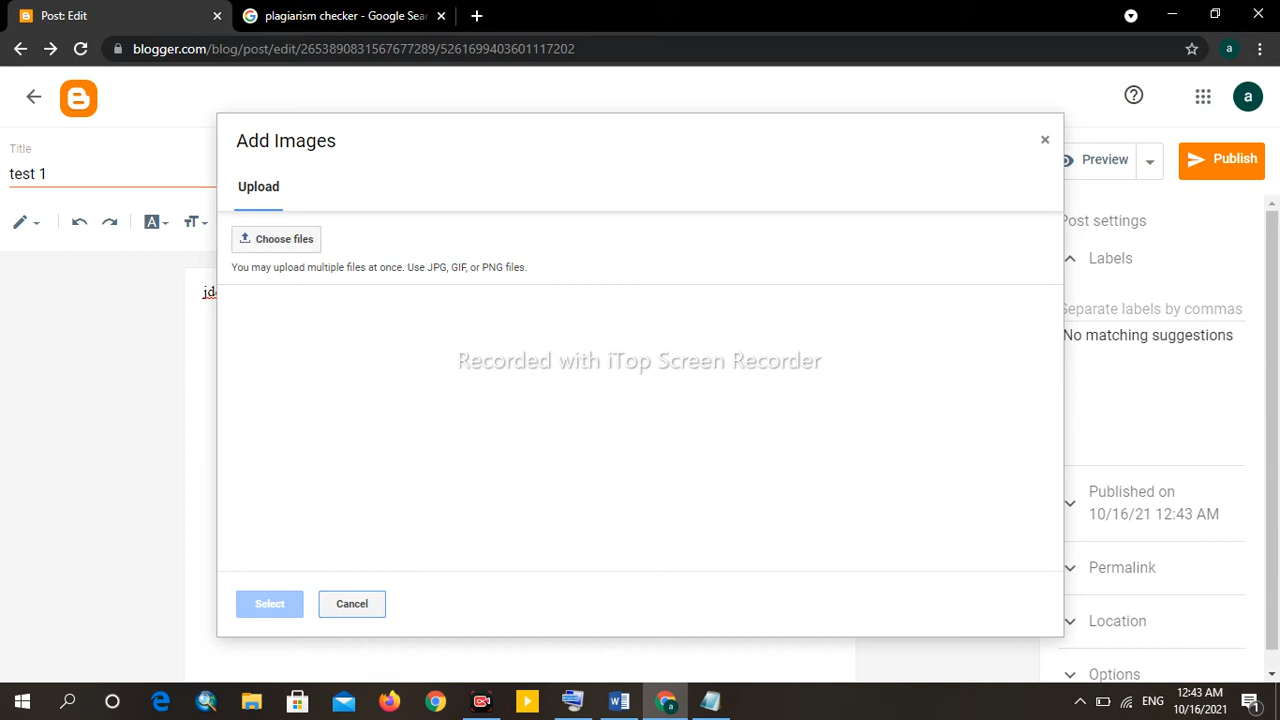 Post: Edit
plagiarism checker - Google Sear
blogger.com/blog/post/edit/2653890831567677289/5261699403601117202
a
a
Title
test 1
Add Images
Upload
Choose files
You may upload multiple files at once. Use JPG, GIF, or PNG files.
Recorded with iTop Screen Recorder
Select
Cancel
Preview
Publish
Post settings
Labels
Separate labels by commas
No matching suggestions
Published on
10/16/21 12:43 AM
Permalink
Location
Options
ENG
12:43 AM
10/16/2021
1